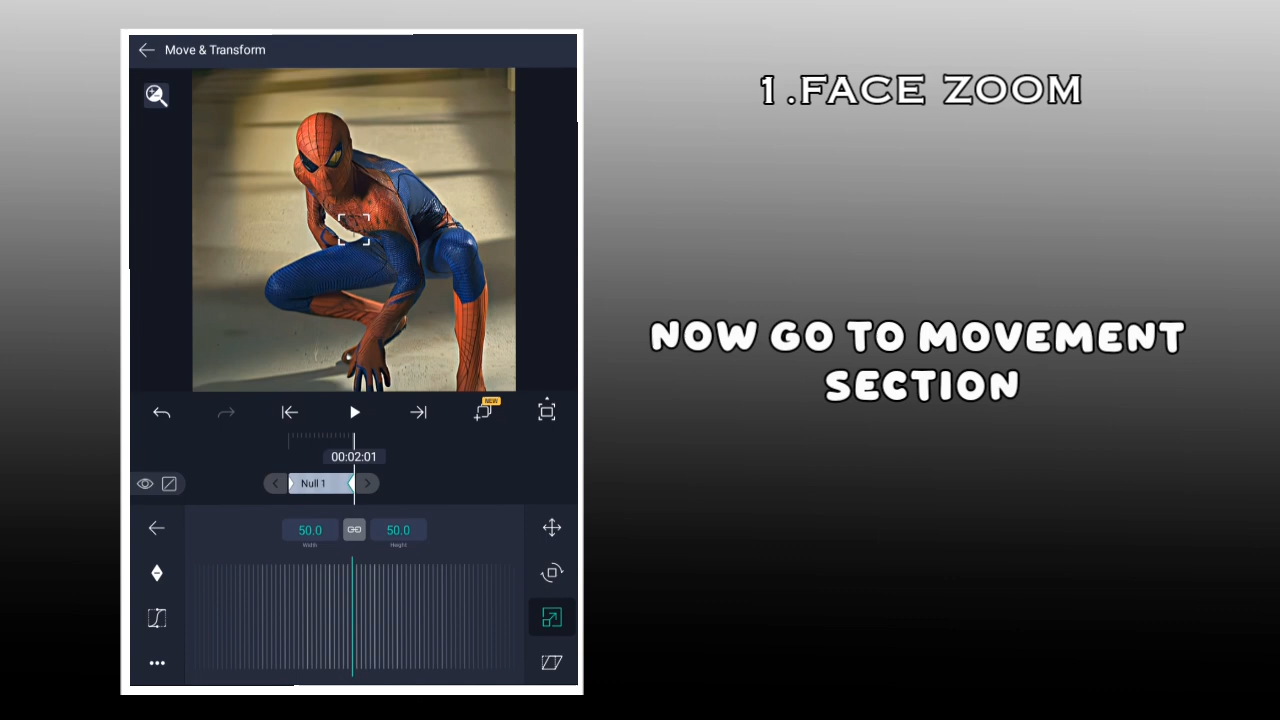 Move & Transform
1.FACE ZOOM
NOW GO TO MOVEMENT
SECTION
NEW
00:02:01
Null 1
50.0
50.0
Width
Height